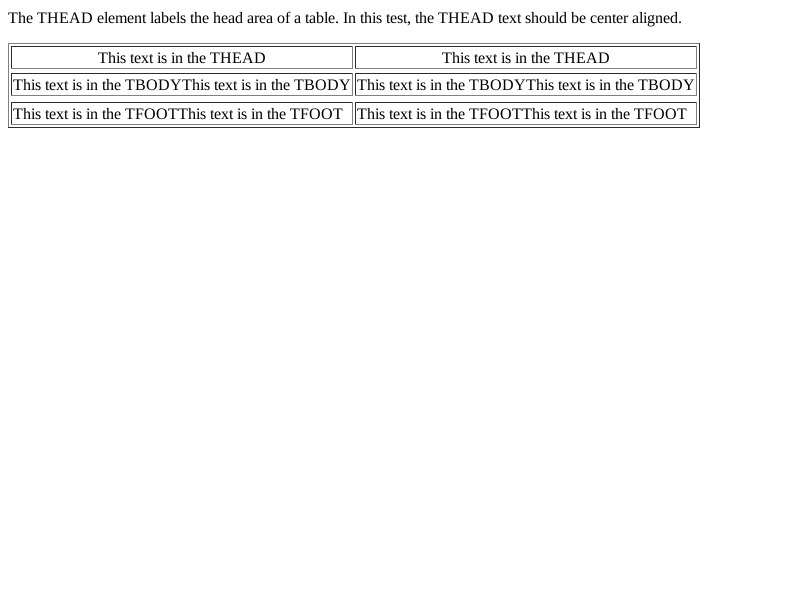 The THEAD element labels the head area of a table. In this test, the THEAD text should be center aligned.
This text is in the THEAD This text is in the THEAD
This text is in the TBODYThis text is in the TBODY This text is in the TBODYThis text is in the TBODY
This text is in the TFOOTThis text is in the TFOOT This text is in the TFOOTThis text is in the TFOOT